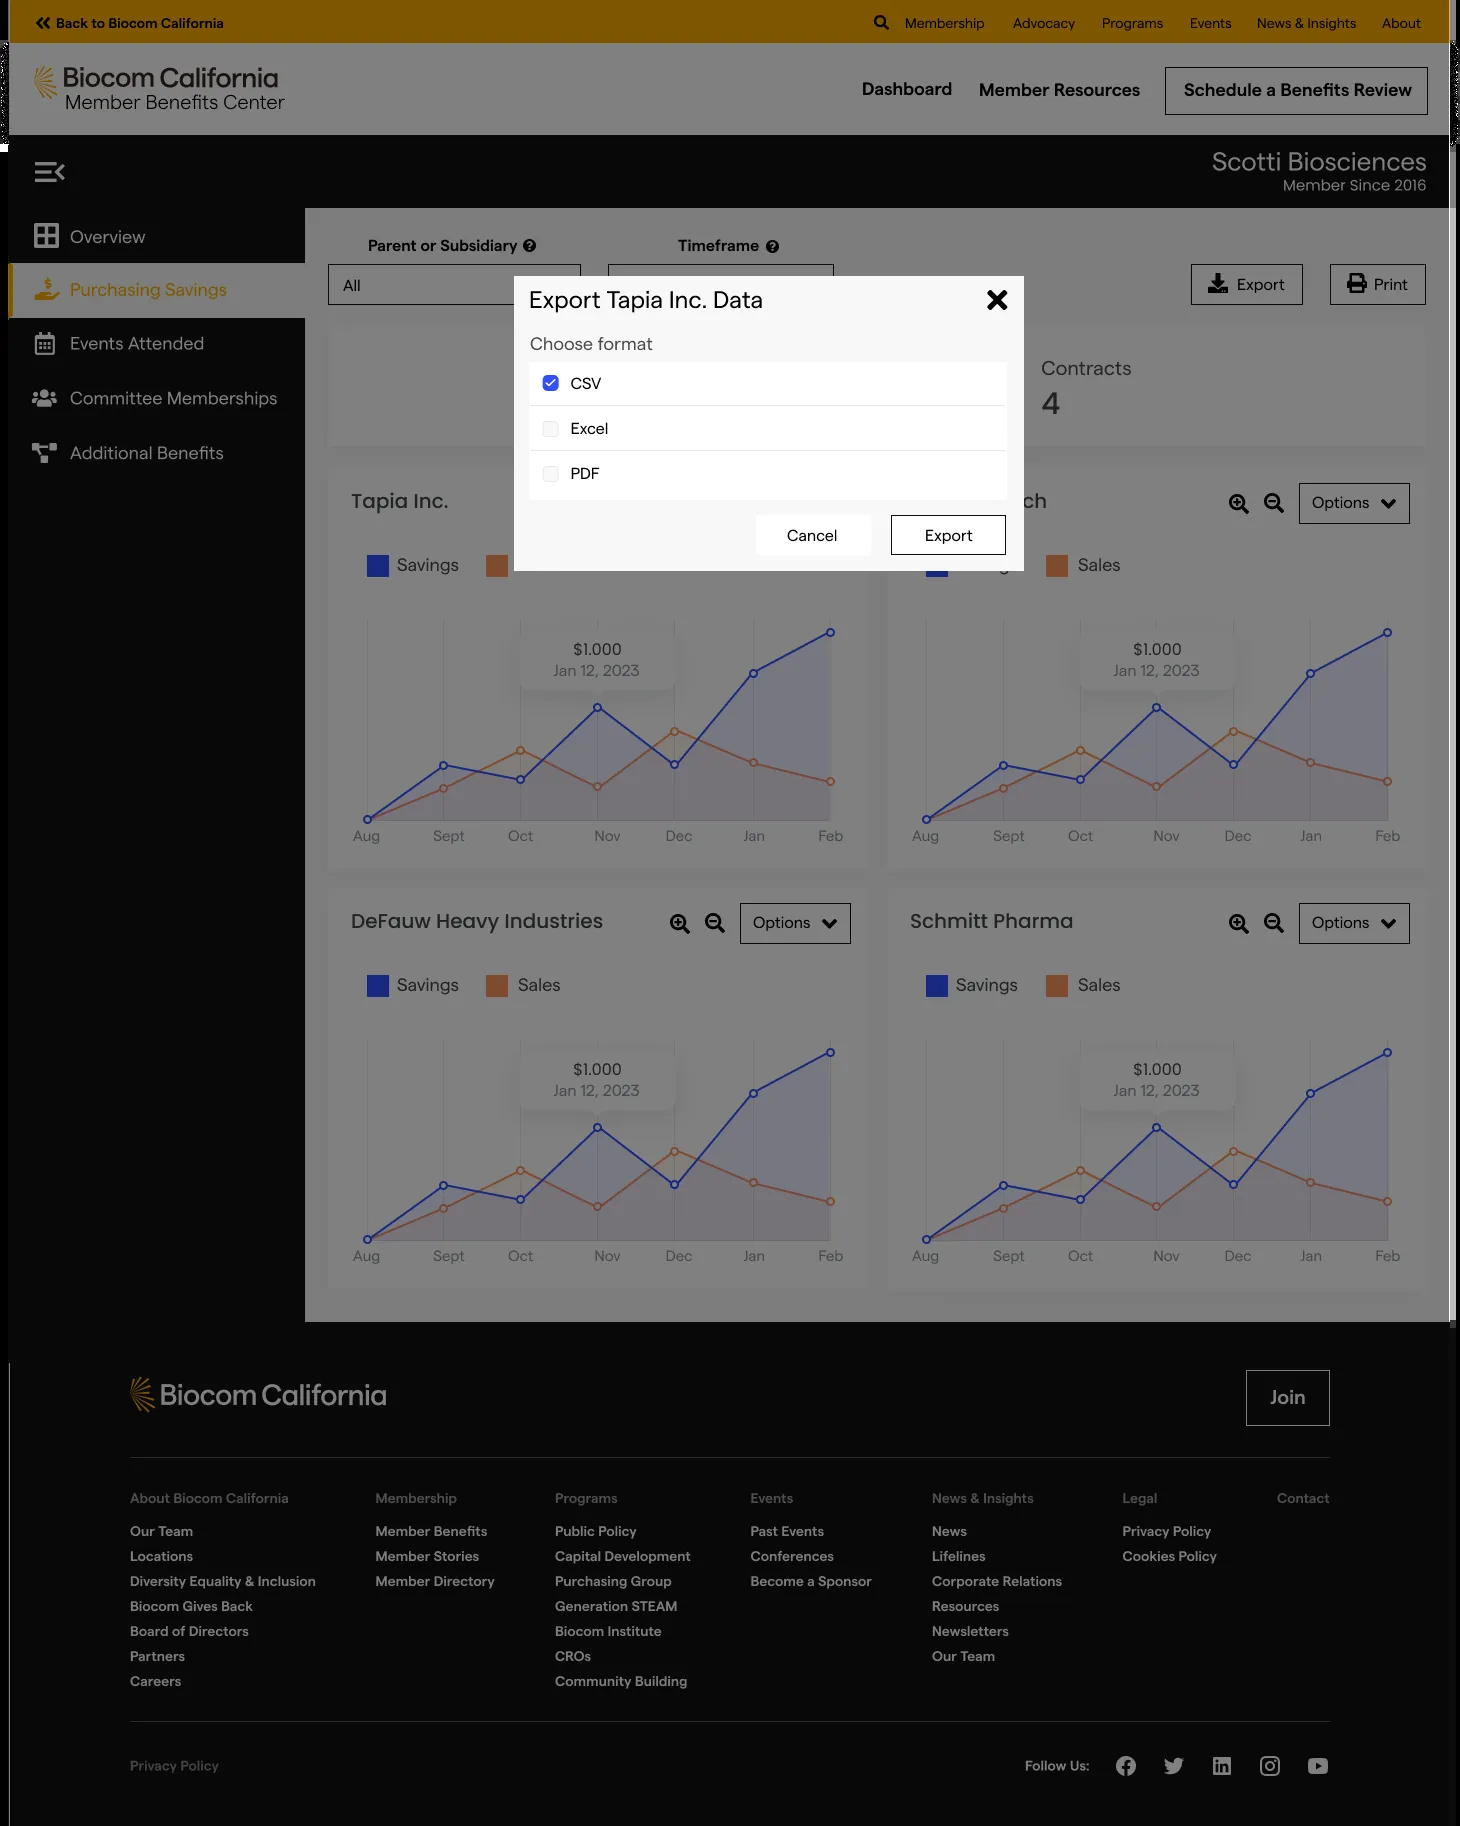 Back to Biocom California
Membership Advocacy Programs Events News & Insights About
Biocom California
Member Benefits Center
Dashboard Member Resources Schedule a Benefits Review
Scotti Biosciences
Member Since 2016
Overview
Purchasing Savings
Events Attended
Committee Memberships
Additional Benefits
Parent or Subsidiary Timeframe
All
Export Print
Export Tapia Inc. Data
Choose format
CSV
Excel
PDF
Cancel Export
Contracts
4
Tapia Inc.
Savings
ch
Options
Sales
$1.000
Jan 12, 2023
Aug Sept Oct Nov Dec Jan Feb
$1.000
Jan 12, 2023
Aug Sept Oct Nov Dec Jan Feb
DeFauw Heavy Industries
Options
Savings Sales
$1.000
Jan 12, 2023
Aug Sept Oct Nov Dec Jan Feb
Schmitt Pharma
Options
Savings Sales
$1.000
Jan 12, 2023
Aug Sept Oct Nov Dec Jan Feb
Biocom California
Join
About Biocom California
Our Team
Locations
Diversity Equality & Inclusion
Biocom Gives Back
Board of Directors
Partners
Careers
Membership
Member Benefits
Member Stories
Member Directory
Programs
Public Policy
Capital Development
Purchasing Group
Generation STEAM
Biocom Institute
CROs
Community Building
Events
Past Events
Conferences
Become a Sponsor
News & Insights
News
Lifelines
Corporate Relations
Resources
Newsletters
Our Team
Legal
Privacy Policy
Cookies Policy
Contact
Privacy Policy
Follow Us: